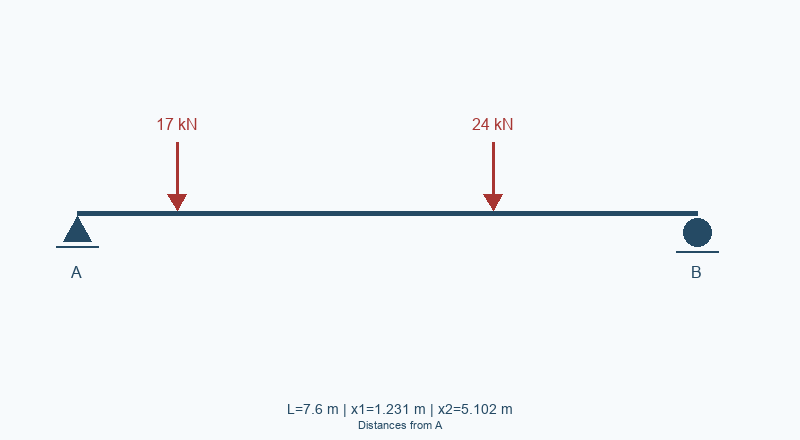 17 kN 24 kN
A B
L=7.6 m | x1=1.231 m | x2=5.102 m
Distances from A